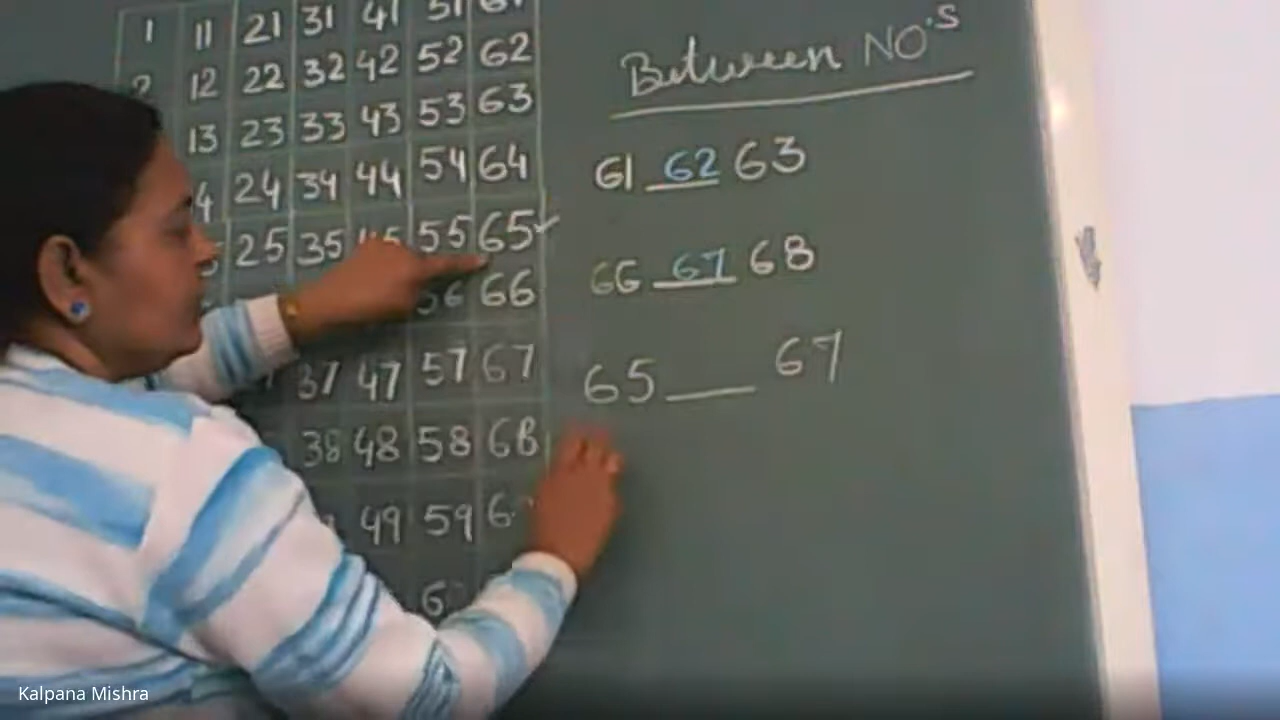 1 11 21 31 41 51
12 22 32 42 52 62
13 23 33 43 53 63
24 34 44 54 64
25 35 45 55 65 ✓
56 66
37 47 57 67
38 48 58 68
49 59
Between NO'S
61 62 63
66 67 68
65 ___ 67
Kalpana Mishra